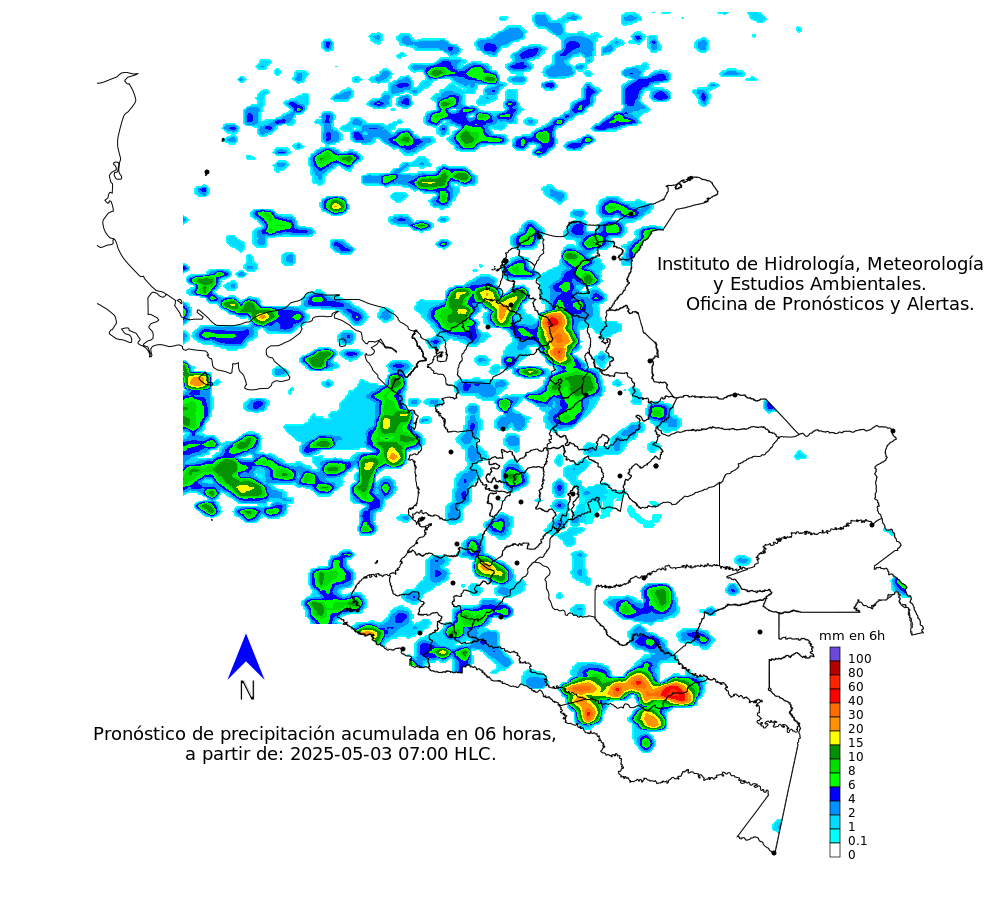 Instituto de Hidrología, Meteorología
y Estudios Ambientales.
Oficina de Pronósticos y Alertas.
mm en 6h
100
80
60
40
30
20
15
10
8
6
4
2
1
0.1
0
N
Pronóstico de precipitación acumulada en 06 horas,
a partir de: 2025-05-03 07:00 HLC.